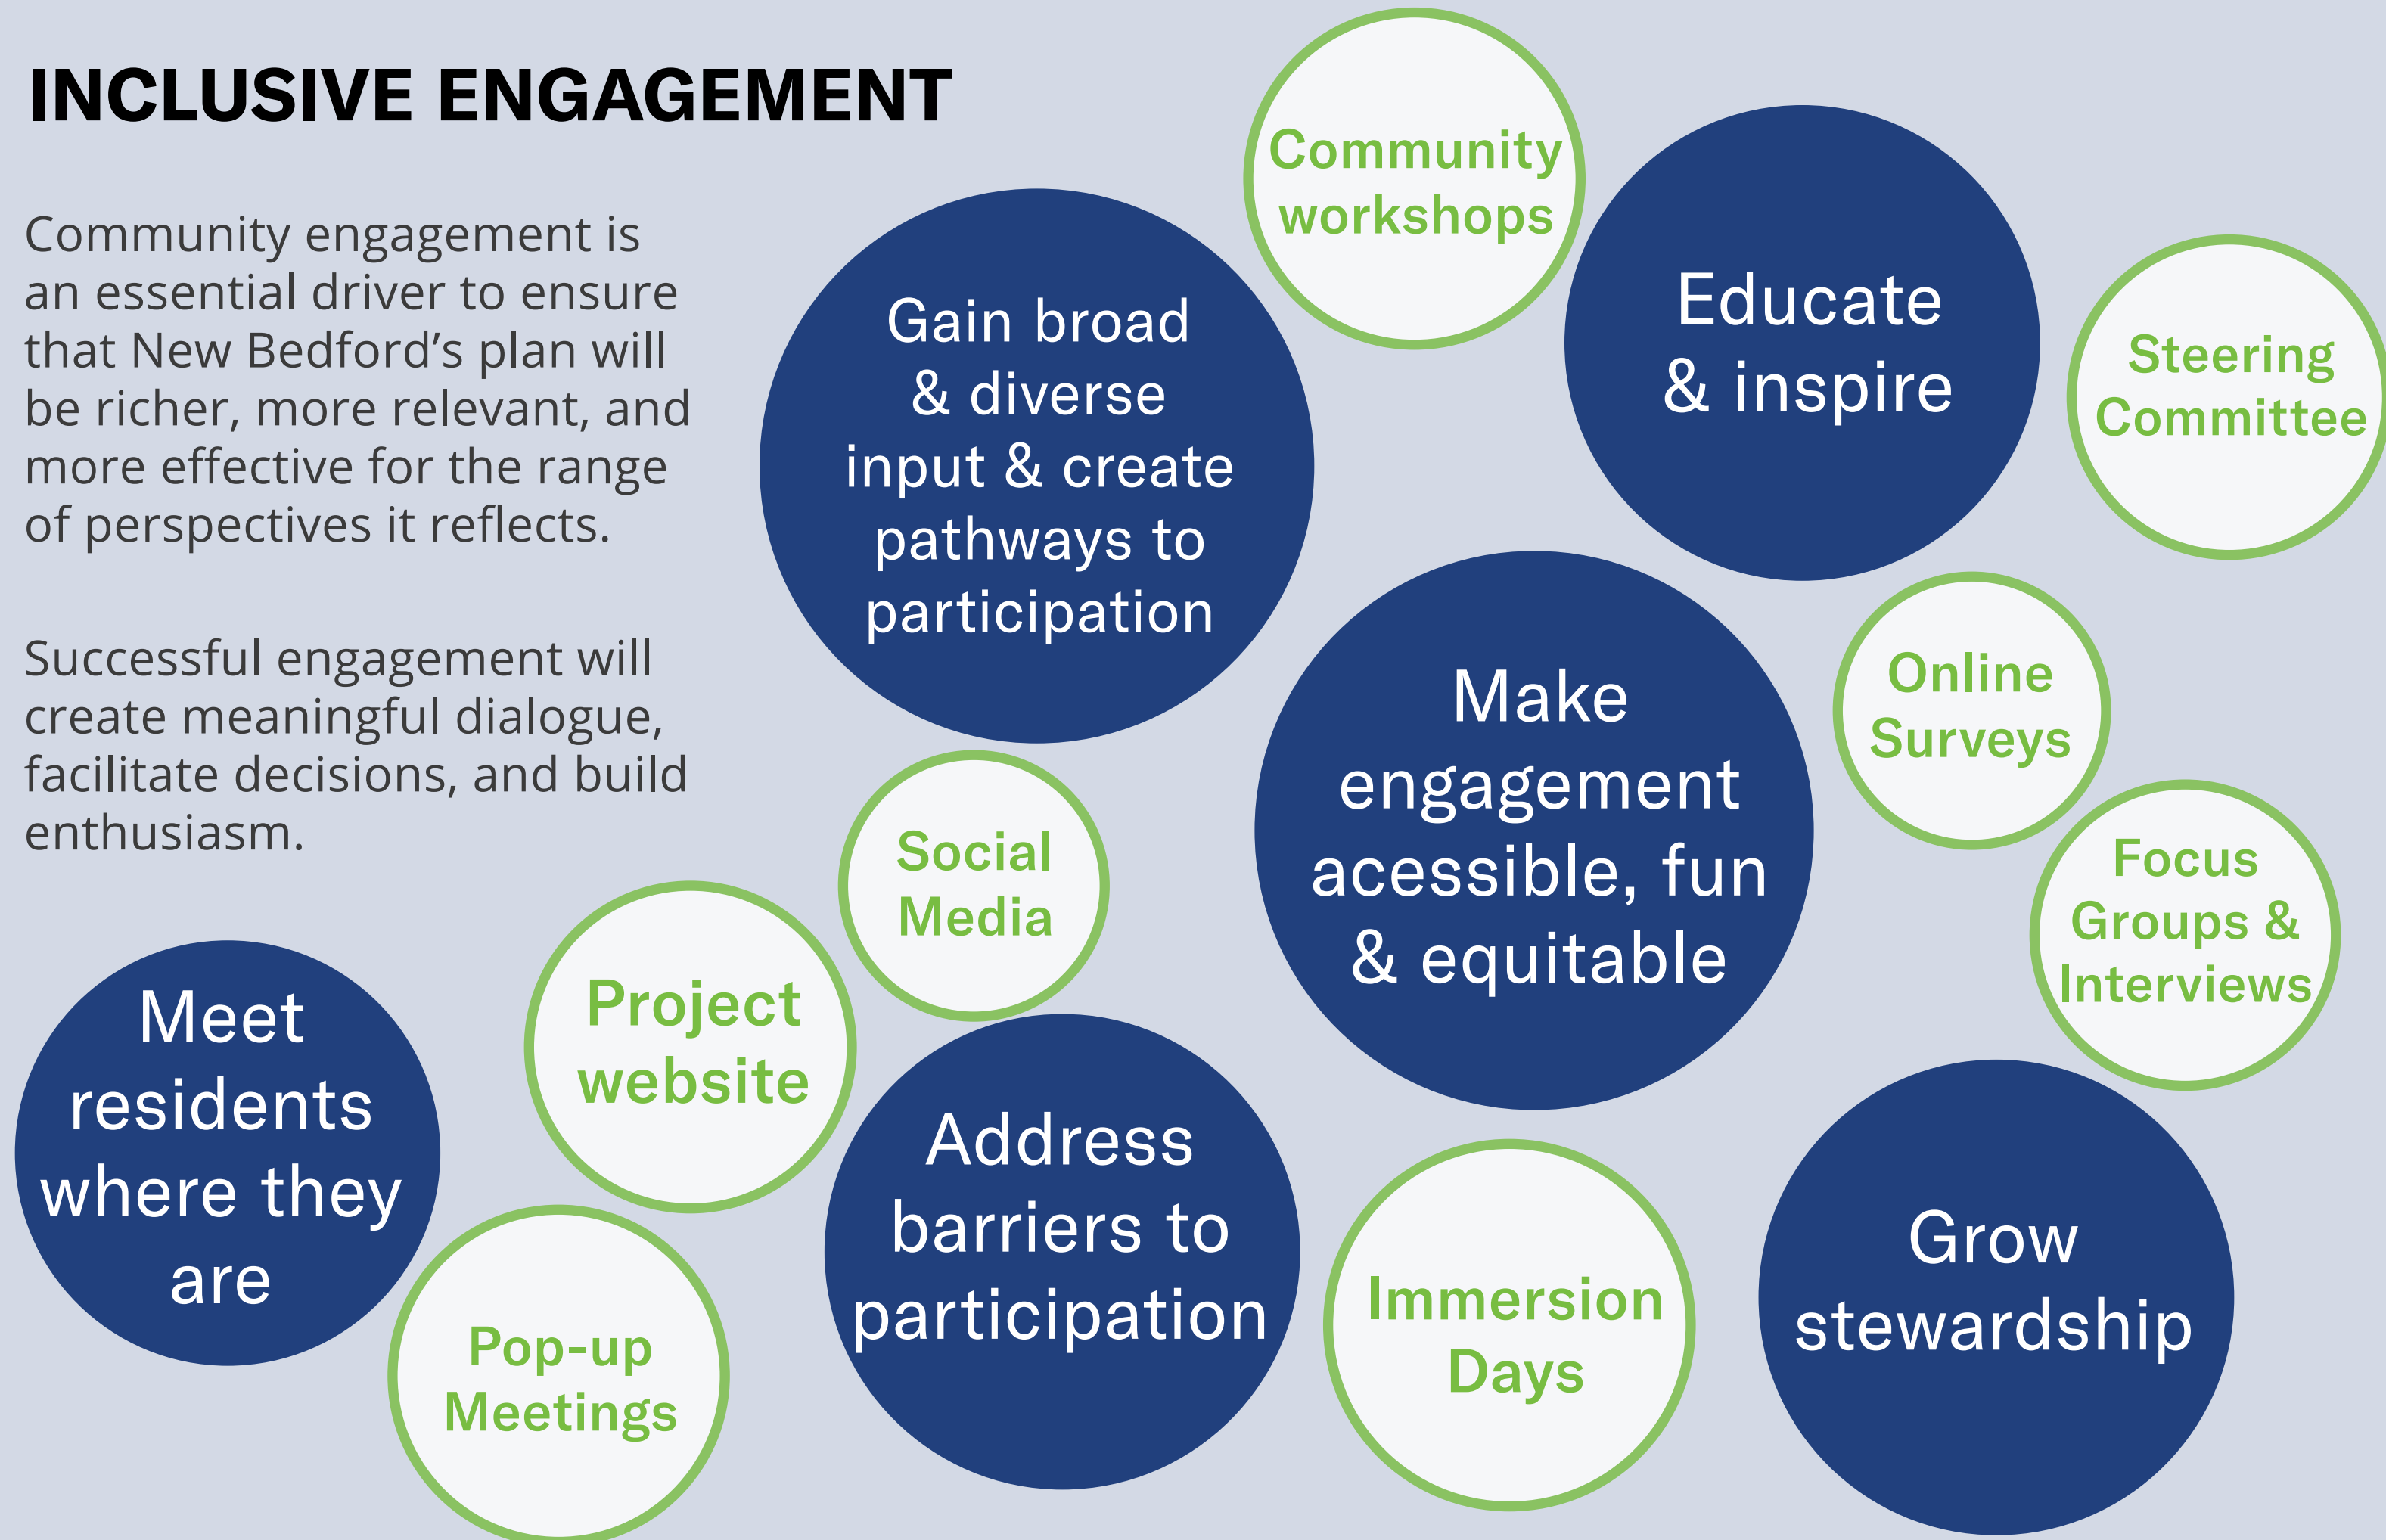 INCLUSIVE ENGAGEMENT
Community engagement is
an essential driver to ensure
that New Bedford’s plan will
be richer, more relevant, and
more effective for the range
of perspectives it reflects.
Successful engagement will
create meaningful dialogue,
facilitate decisions, and build
enthusiasm.
Community
workshops
Gain broad
& diverse
input & create
pathways to
participation
Educate
& inspire
Steering
Committee
Make
engagement
acessible, fun
& equitable
Online
Surveys
Social
Media
Focus
Groups &
Interviews
Project
website
Meet
residents
where they
are
Address
barriers to
participation
Pop-up
Meetings
Immersion
Days
Grow
stewardship